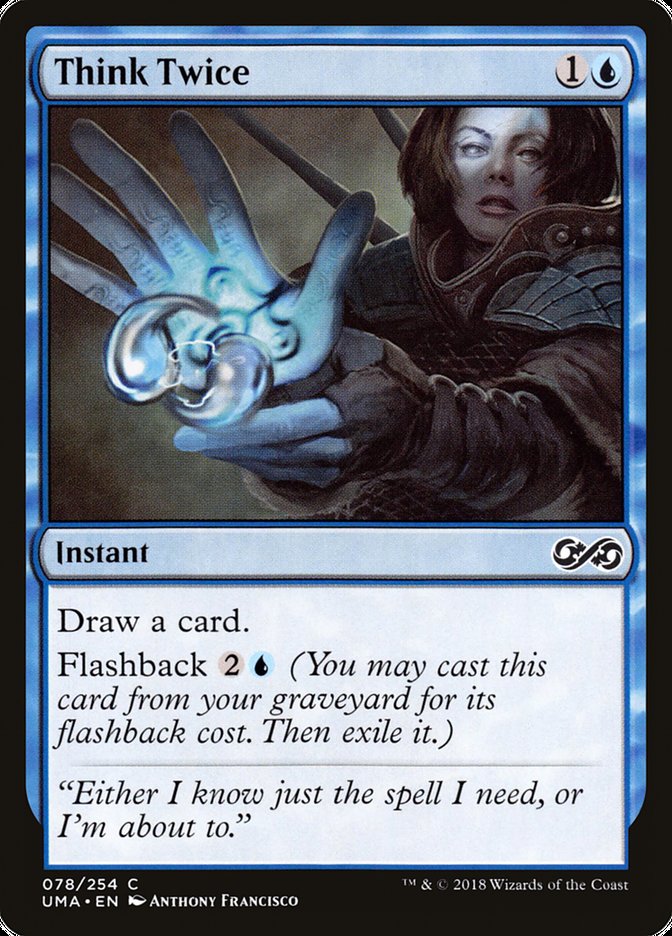 Think Twice 1
Instant
Draw a card.
Flashback 2 (You may cast this
card from your graveyard for its
flashback cost. Then exile it.)
“Either I know just the spell I need, or
I'm about to.”
078/254 C
™ & © 2018 Wizards of the Coast
UMA • EN Anthony Francisco